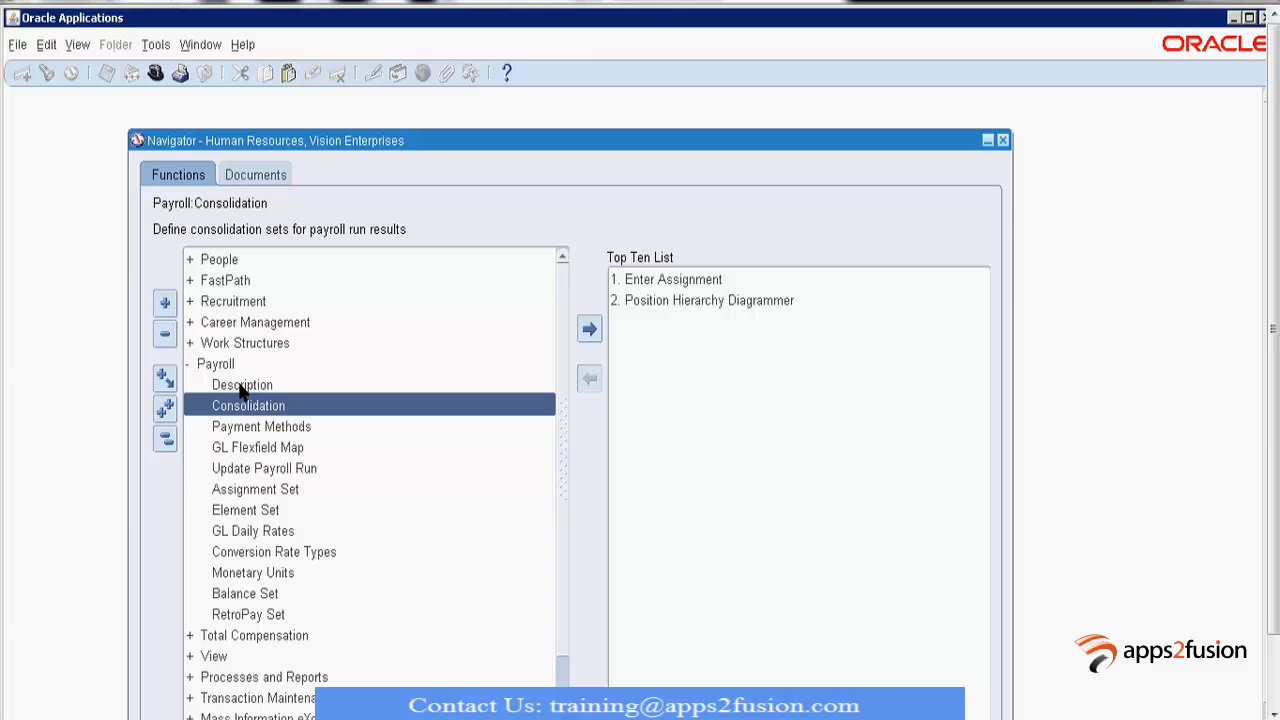 Oracle Applications
File Edit View Folder Tools Window Help
ORACLE
?
Navigator - Human Resources, Vision Enterprises
Functions Documents
Payroll:Consolidation
Define consolidation sets for payroll run results
+ People
+ FastPath
+ Recruitment
+ Career Management
+ Work Structures
- Payroll
Description
Consolidation
Payment Methods
GL Flexfield Map
Update Payroll Run
Assignment Set
Element Set
GL Daily Rates
Conversion Rate Types
Monetary Units
Balance Set
RetroPay Set
+ Total Compensation
+ View
+ Processes and Reports
+ Transaction Maintena
Mass Information eXc
Top Ten List
1. Enter Assignment
2. Position Hierarchy Diagrammer
apps2fusion
Contact Us: training@apps2fusion.com